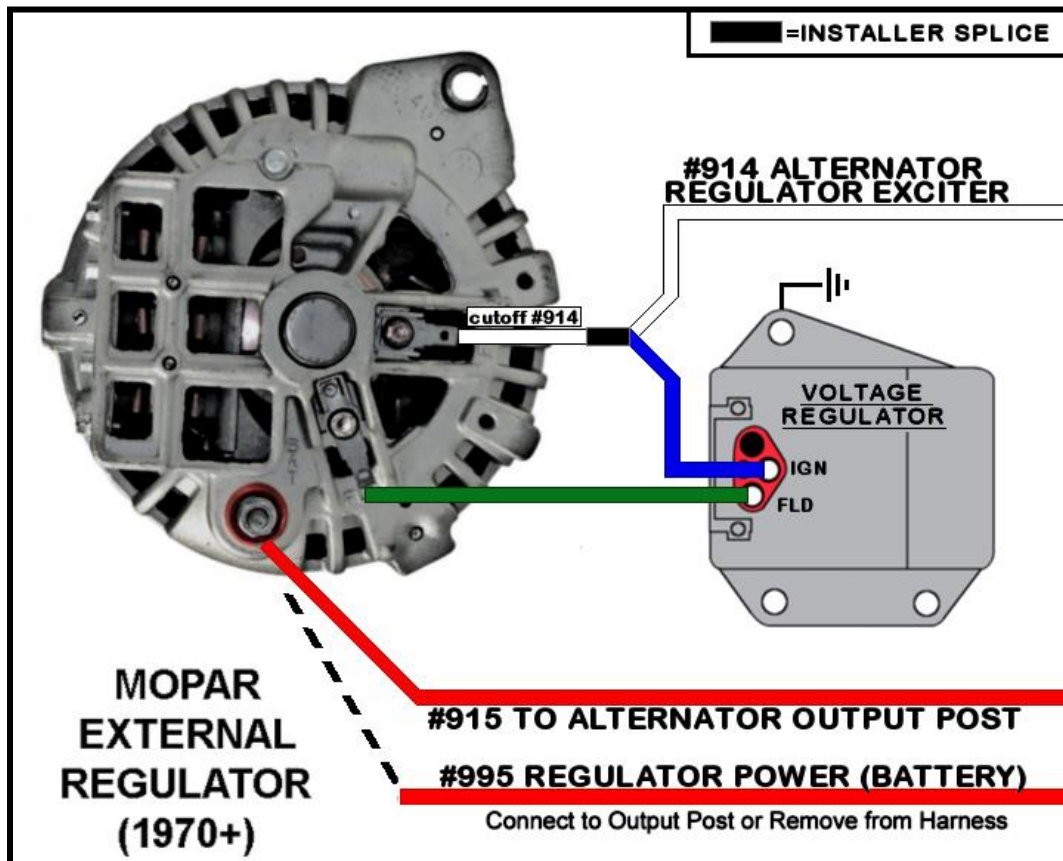 =INSTALLER SPLICE
#914 ALTERNATOR
REGULATOR EXCITER
cutoff #914
VOLTAGE
REGULATOR
IGN
FLD
#915 TO ALTERNATOR OUTPUT POST
#995 REGULATOR POWER (BATTERY)
Connect to Output Post or Remove from Harness
MOPAR
EXTERNAL
REGULATOR
(1970+)